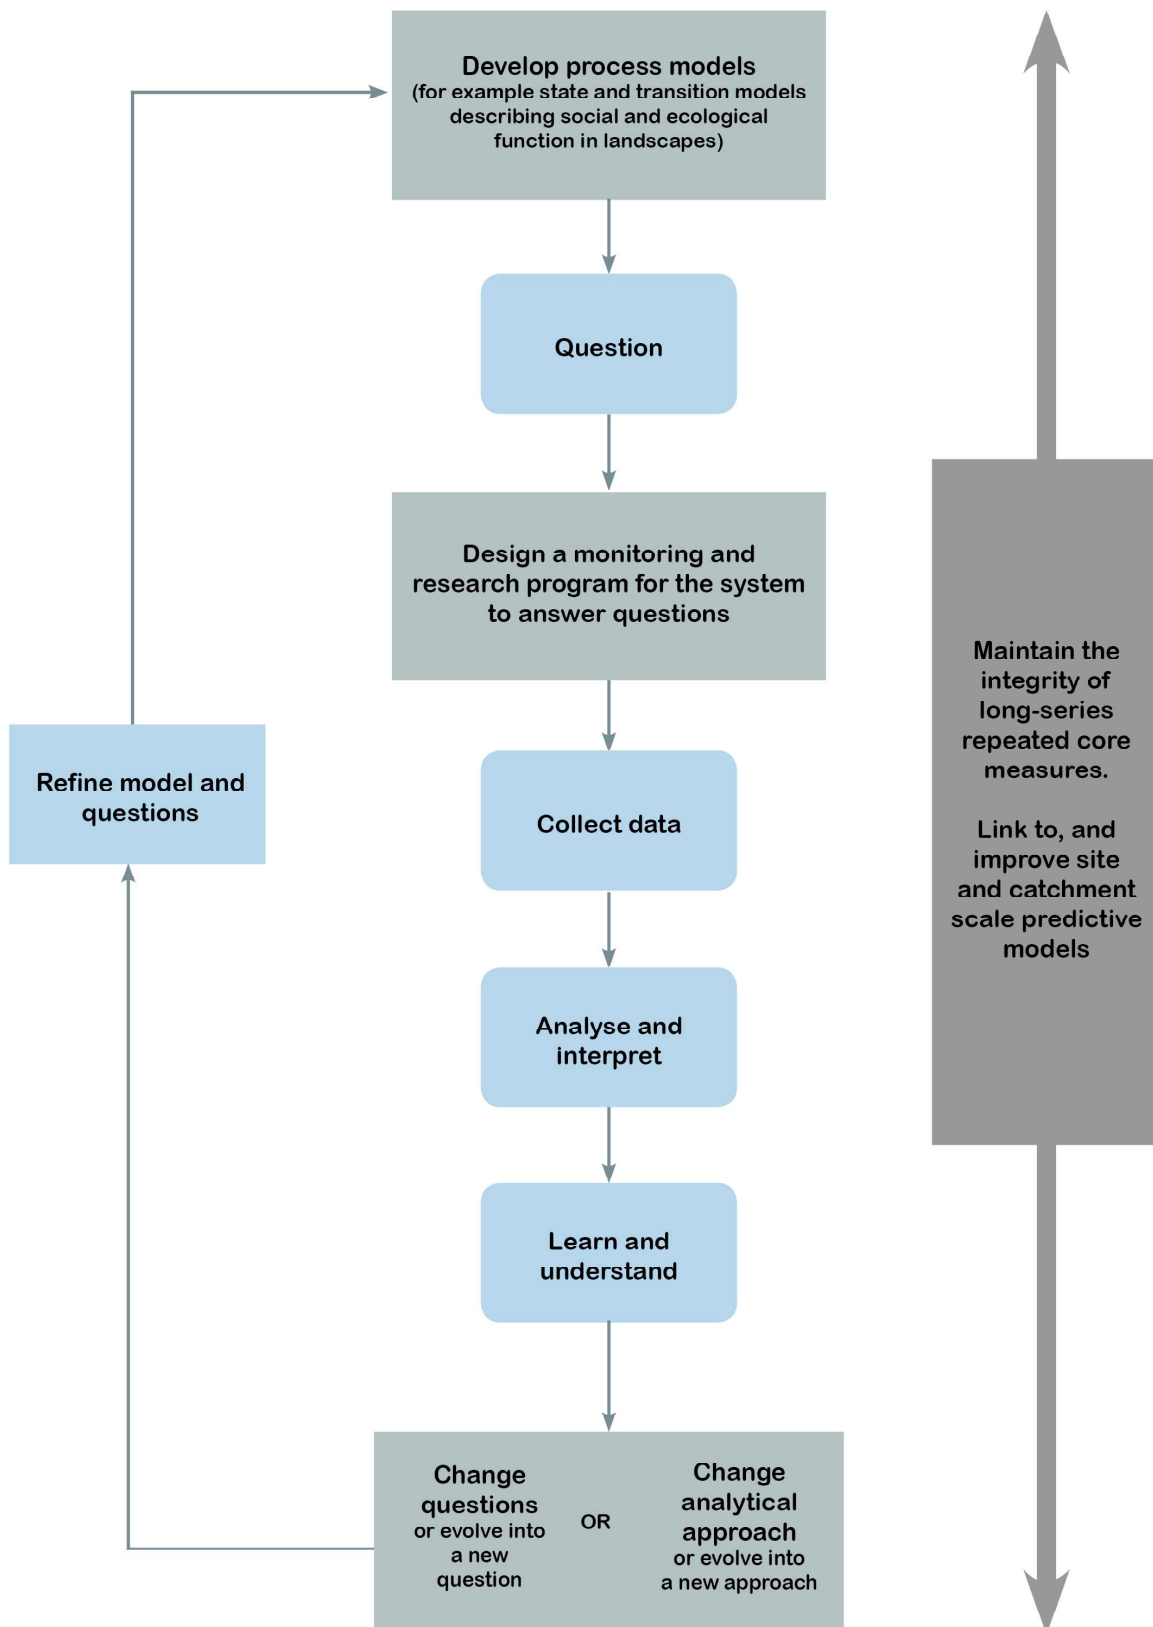 Develop process models
(for example state and transition models
describing social and ecological
function in landscapes)
Question
Design a monitoring and
research program for the system
to answer questions
Refine model and
questions
Collect data
Analyse and
interpret
Learn and
understand
Change
questions
or evolve into
a new
question
OR
Change
analytical
approach
or evolve into
a new approach
Maintain the
integrity of
long-series
repeated core
measures.
Link to, and
improve site
and catchment
scale predictive
models